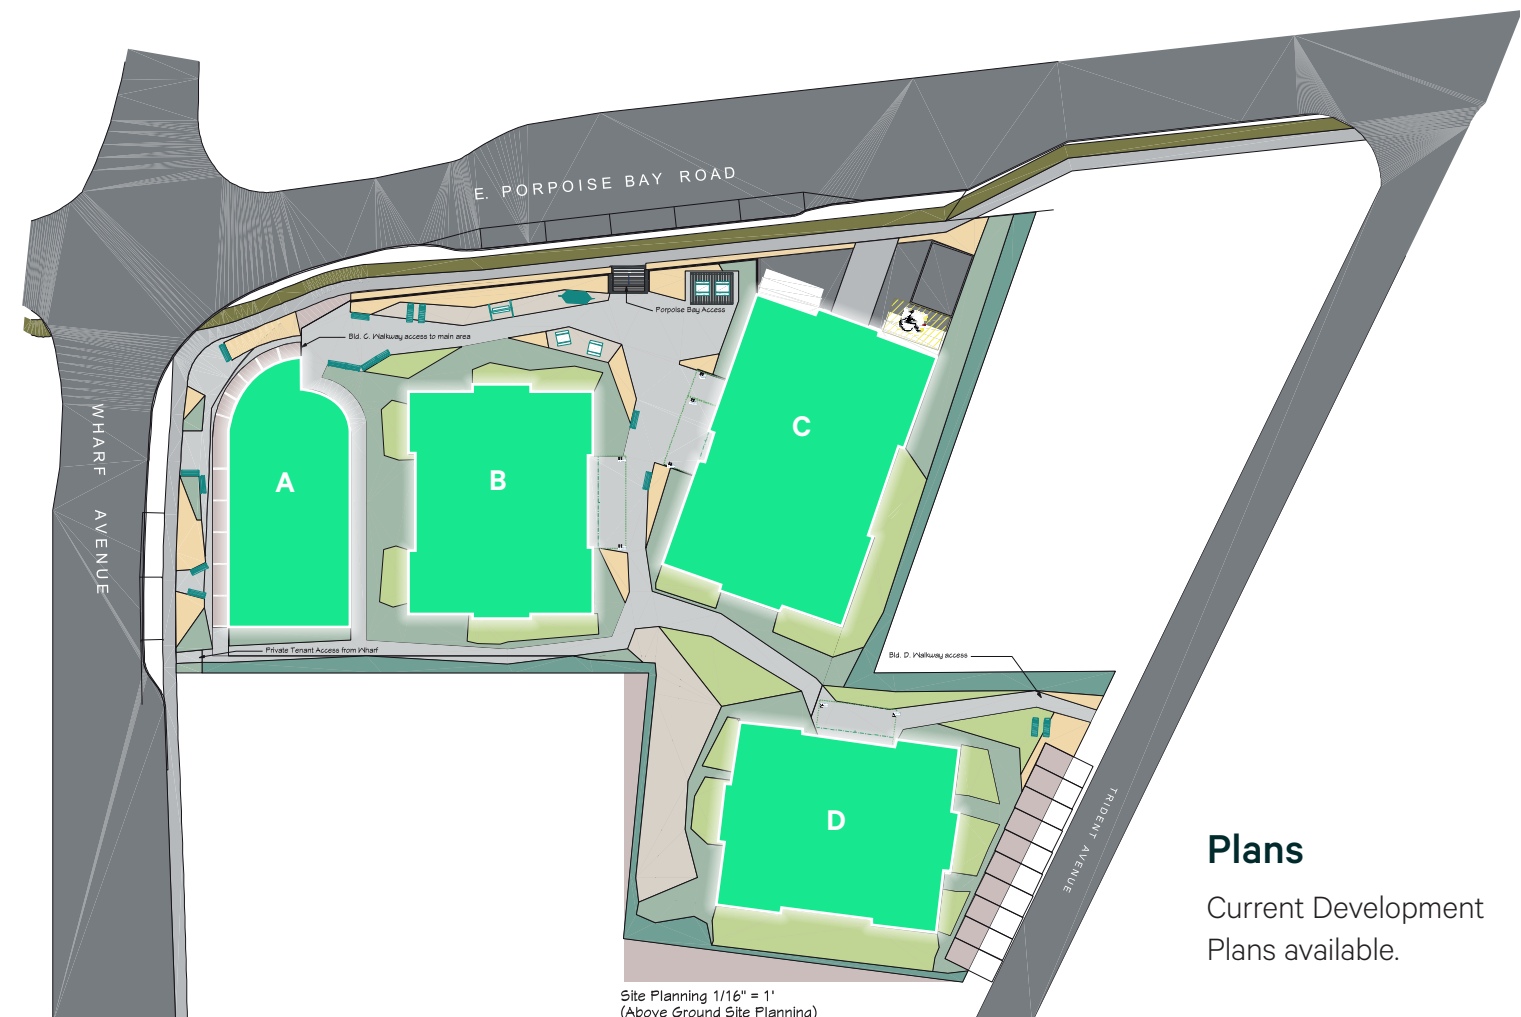 E. PORPOISE BAY ROAD
Porpoise Bay Access
Bld. C. Walkway access to main area
WHARF AVENUE
A
B
C
Private Tenant Access from Wharf
Bld. D. Walkway access
D
TRIDENT AVENUE
Plans
Current Development
Plans available.
Site Planning 1/16" = 1'
(Above Ground Site Planning)